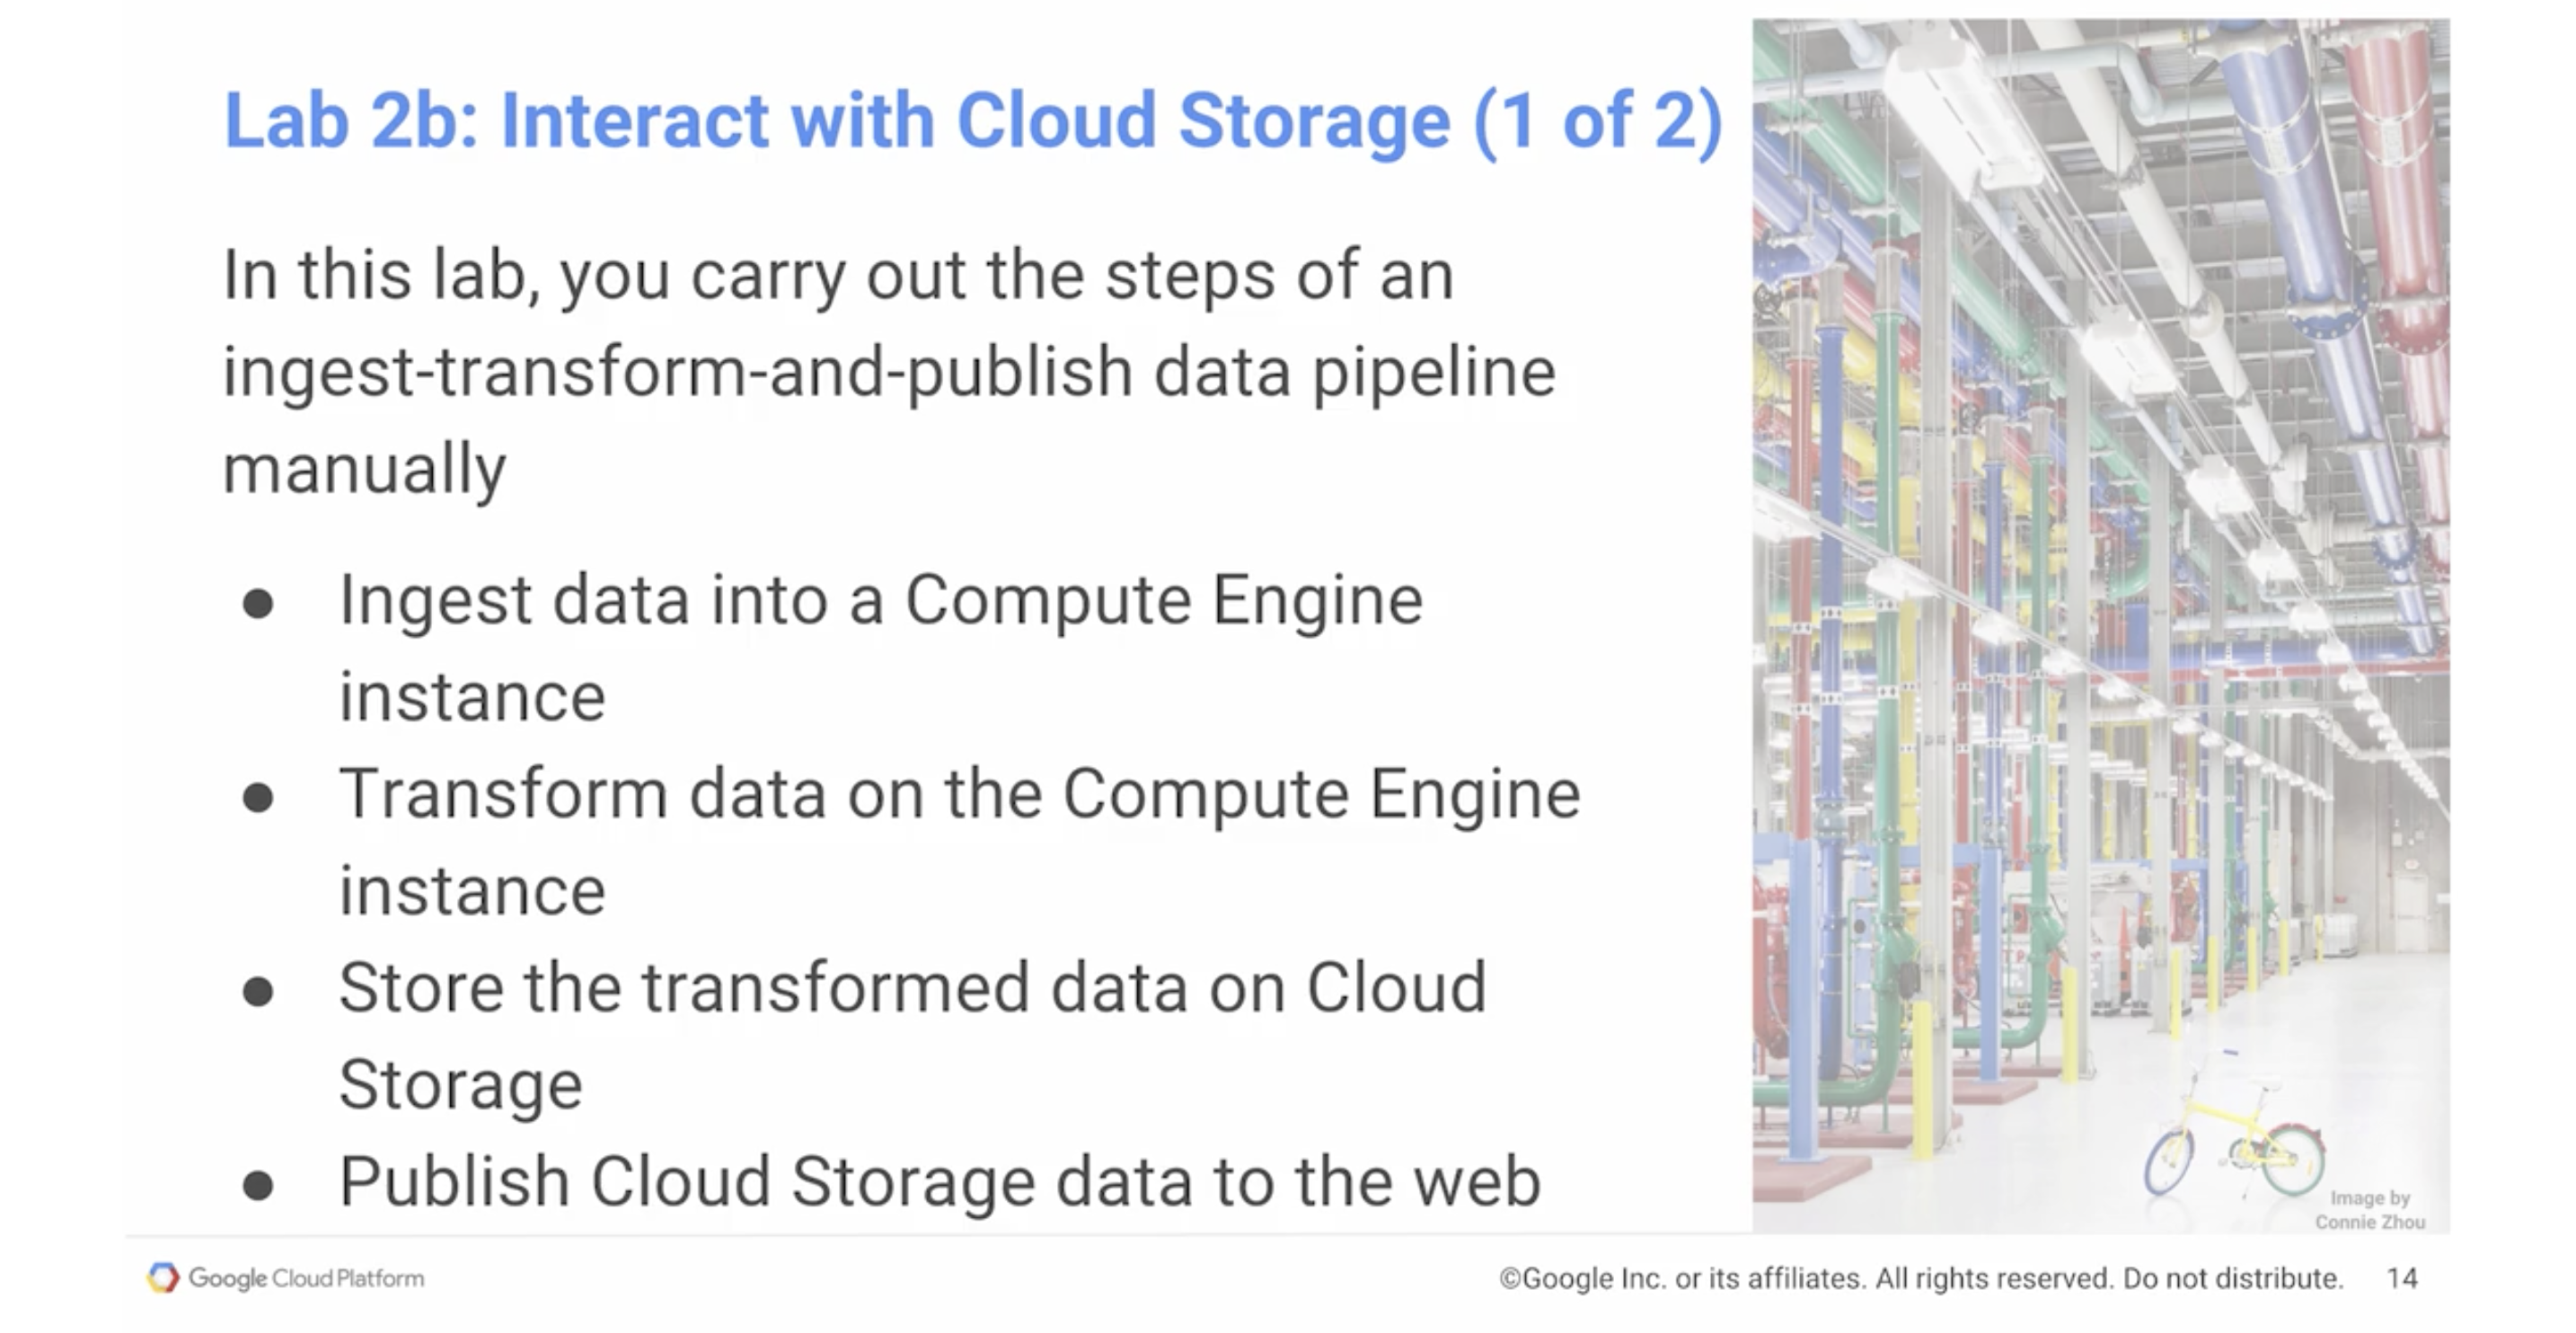 Lab 2b: Interact with Cloud Storage (1 of 2)
In this lab, you carry out the steps of an
ingest-transform-and-publish data pipeline
manually
● Ingest data into a Compute Engine
instance
● Transform data on the Compute Engine
instance
● Store the transformed data on Cloud
Storage
● Publish Cloud Storage data to the web
Image by
Connie Zhou
Google Cloud Platform
©Google Inc. or its affiliates. All rights reserved. Do not distribute. 14